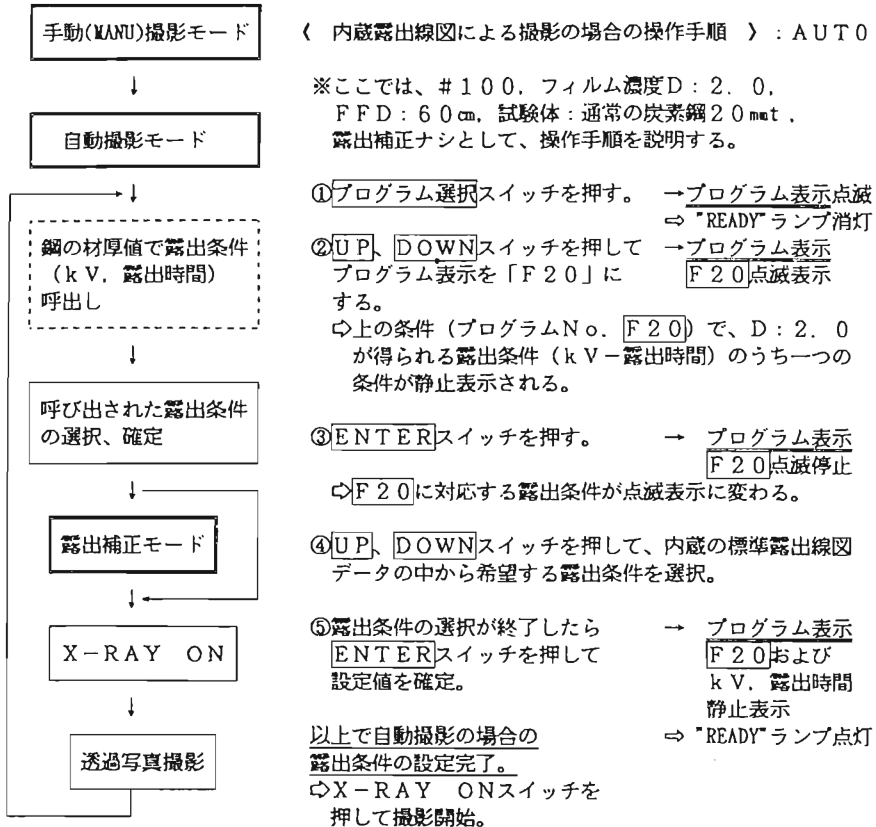 手動(MANU)撮影モード
↓
自動撮影モード
↓
鋼の材厚値で露出条件
(kV, 露出時間)
呼出し
↓
呼び出された露出条件
の選択、確定
↓
露出補正モード
↓
X-RAY ON
↓
透過写真撮影
〈 内蔵露出線図による撮影の場合の操作手順 〉:AUTO
※ここでは、#100, フィルム濃度D:2. 0,
FFD:60cm, 試験体:通常の炭素鋼20mmt,
露出補正ナシとして、操作手順を説明する。
①プログラム選択スイッチを押す。 →プログラム表示点滅
⇨ "READY"ランプ消灯
②UP、DOWNスイッチを押して →プログラム表示
プログラム表示を「F20」に F20点滅表示
する。
⇨上の条件(プログラムNo. F20)で、D:2. 0
が得られる露出条件(kV-露出時間)のうち一つの
条件が静止表示される。
③ENTERスイッチを押す。 → プログラム表示
F20点滅停止
⇨F20に対応する露出条件が点滅表示に変わる。
④UP、DOWNスイッチを押して、内蔵の標準露出線図
データの中から希望する露出条件を選択。
⑤露出条件の選択が終了したら → プログラム表示
ENTERスイッチを押して F20および
設定値を確定。 kV, 露出時間
静止表示
以上で自動撮影の場合の ⇨ "READY"ランプ点灯
露出条件の設定完了。
⇨X-RAY ONスイッチを
押して撮影開始。